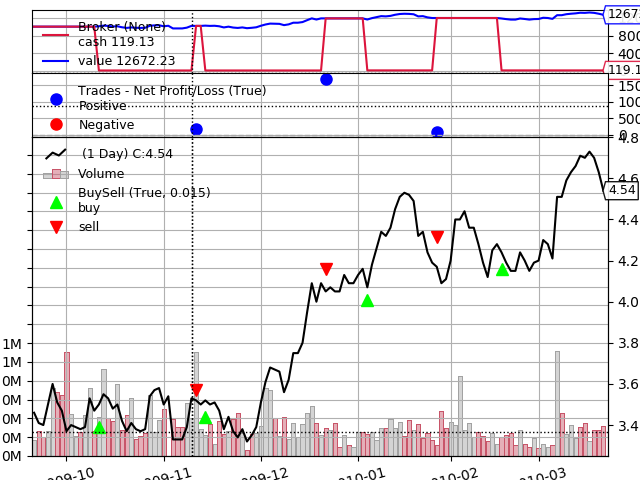 Broker (None)
cash 119.13
value 12672.23
1267
800
400
119.1
Trades - Net Profit/Loss (True)
Positive
Negative
150
100
500
0
(1 Day) C:4.54
Volume
BuySell (True, 0.015)
buy
sell
4.8
4.6
4.54
4.4
4.2
4.0
3.8
3.6
3.4
1M
1M
0M
0M
0M
0M
0M
009-10
009-11
009-12
010-01
010-02
010-03